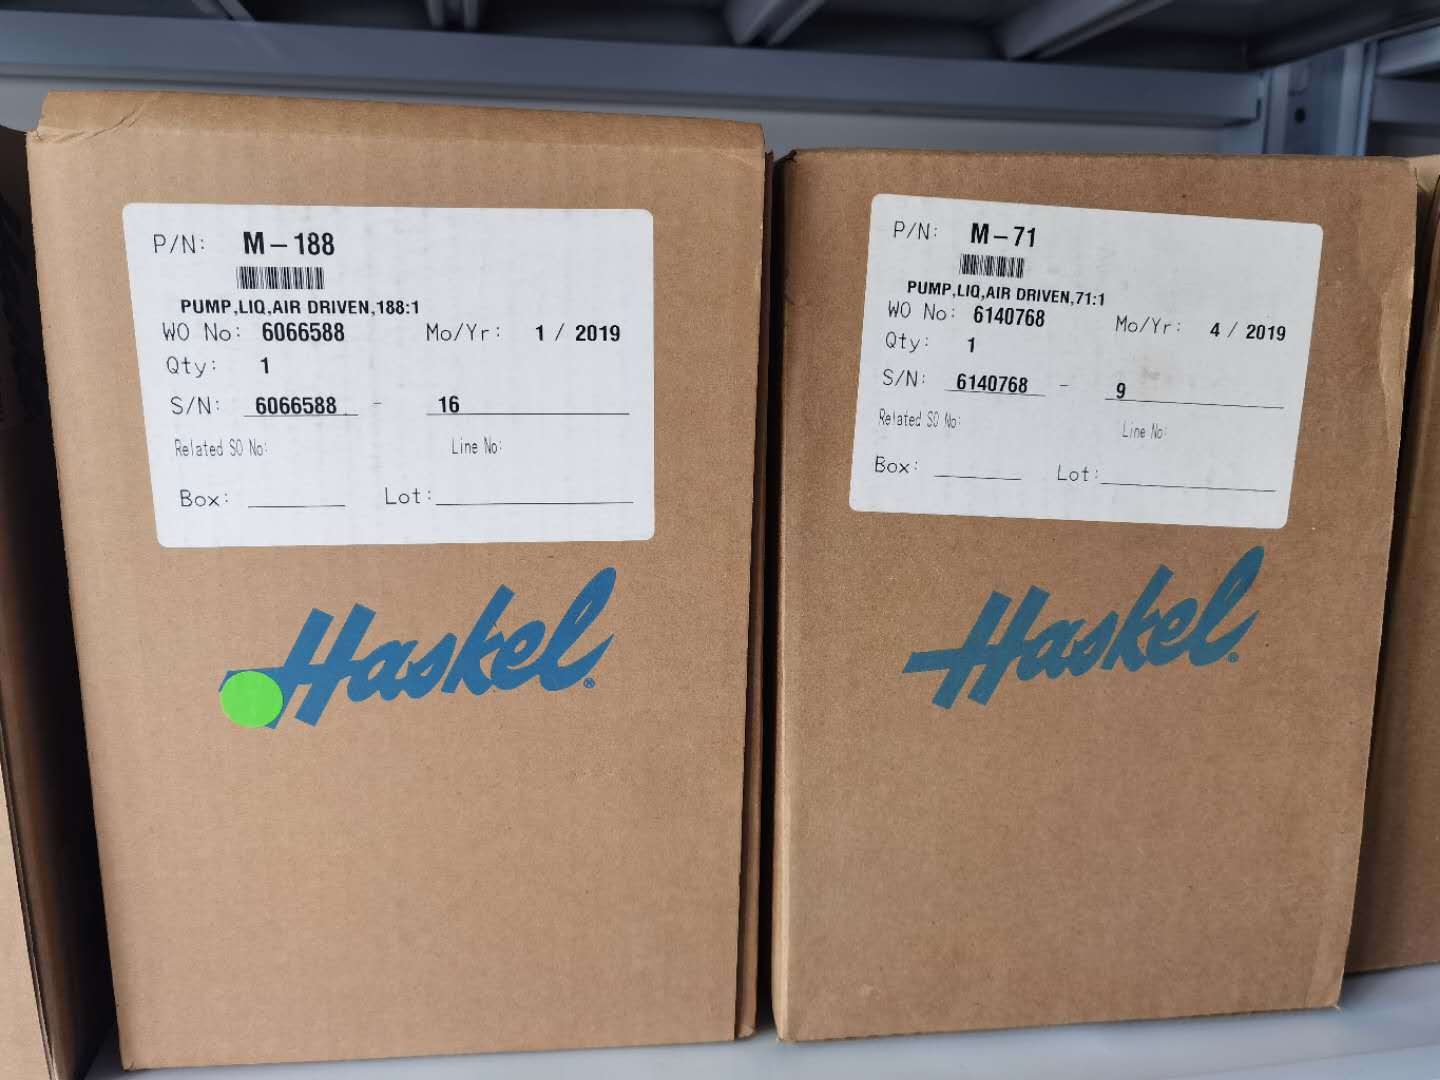 P/N: M-188
PUMP,LIQ,AIR DRIVEN,188:1
WO No: 6066588 Mo/Yr: 1 / 2019
Qty: 1
S/N: 6066588 - 16
Related SO No: Line No:
Box: Lot:
Haskel®
P/N: M-71
PUMP,LIQ,AIR DRIVEN,71:1
WO No: 6140768 Mo/Yr: 4 / 2019
Qty: 1
S/N: 6140768 - 9
Related SO No: Line No:
Box: Lot:
Haskel®